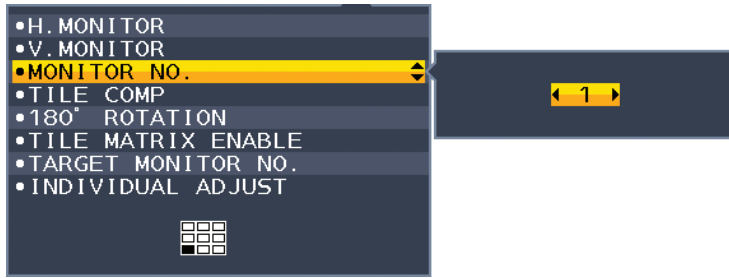 •H.MONITOR
•V.MONITOR
•MONITOR NO.
1
•TILE COMP
•180° ROTATION
•TILE MATRIX ENABLE
•TARGET MONITOR NO.
•INDIVIDUAL ADJUST